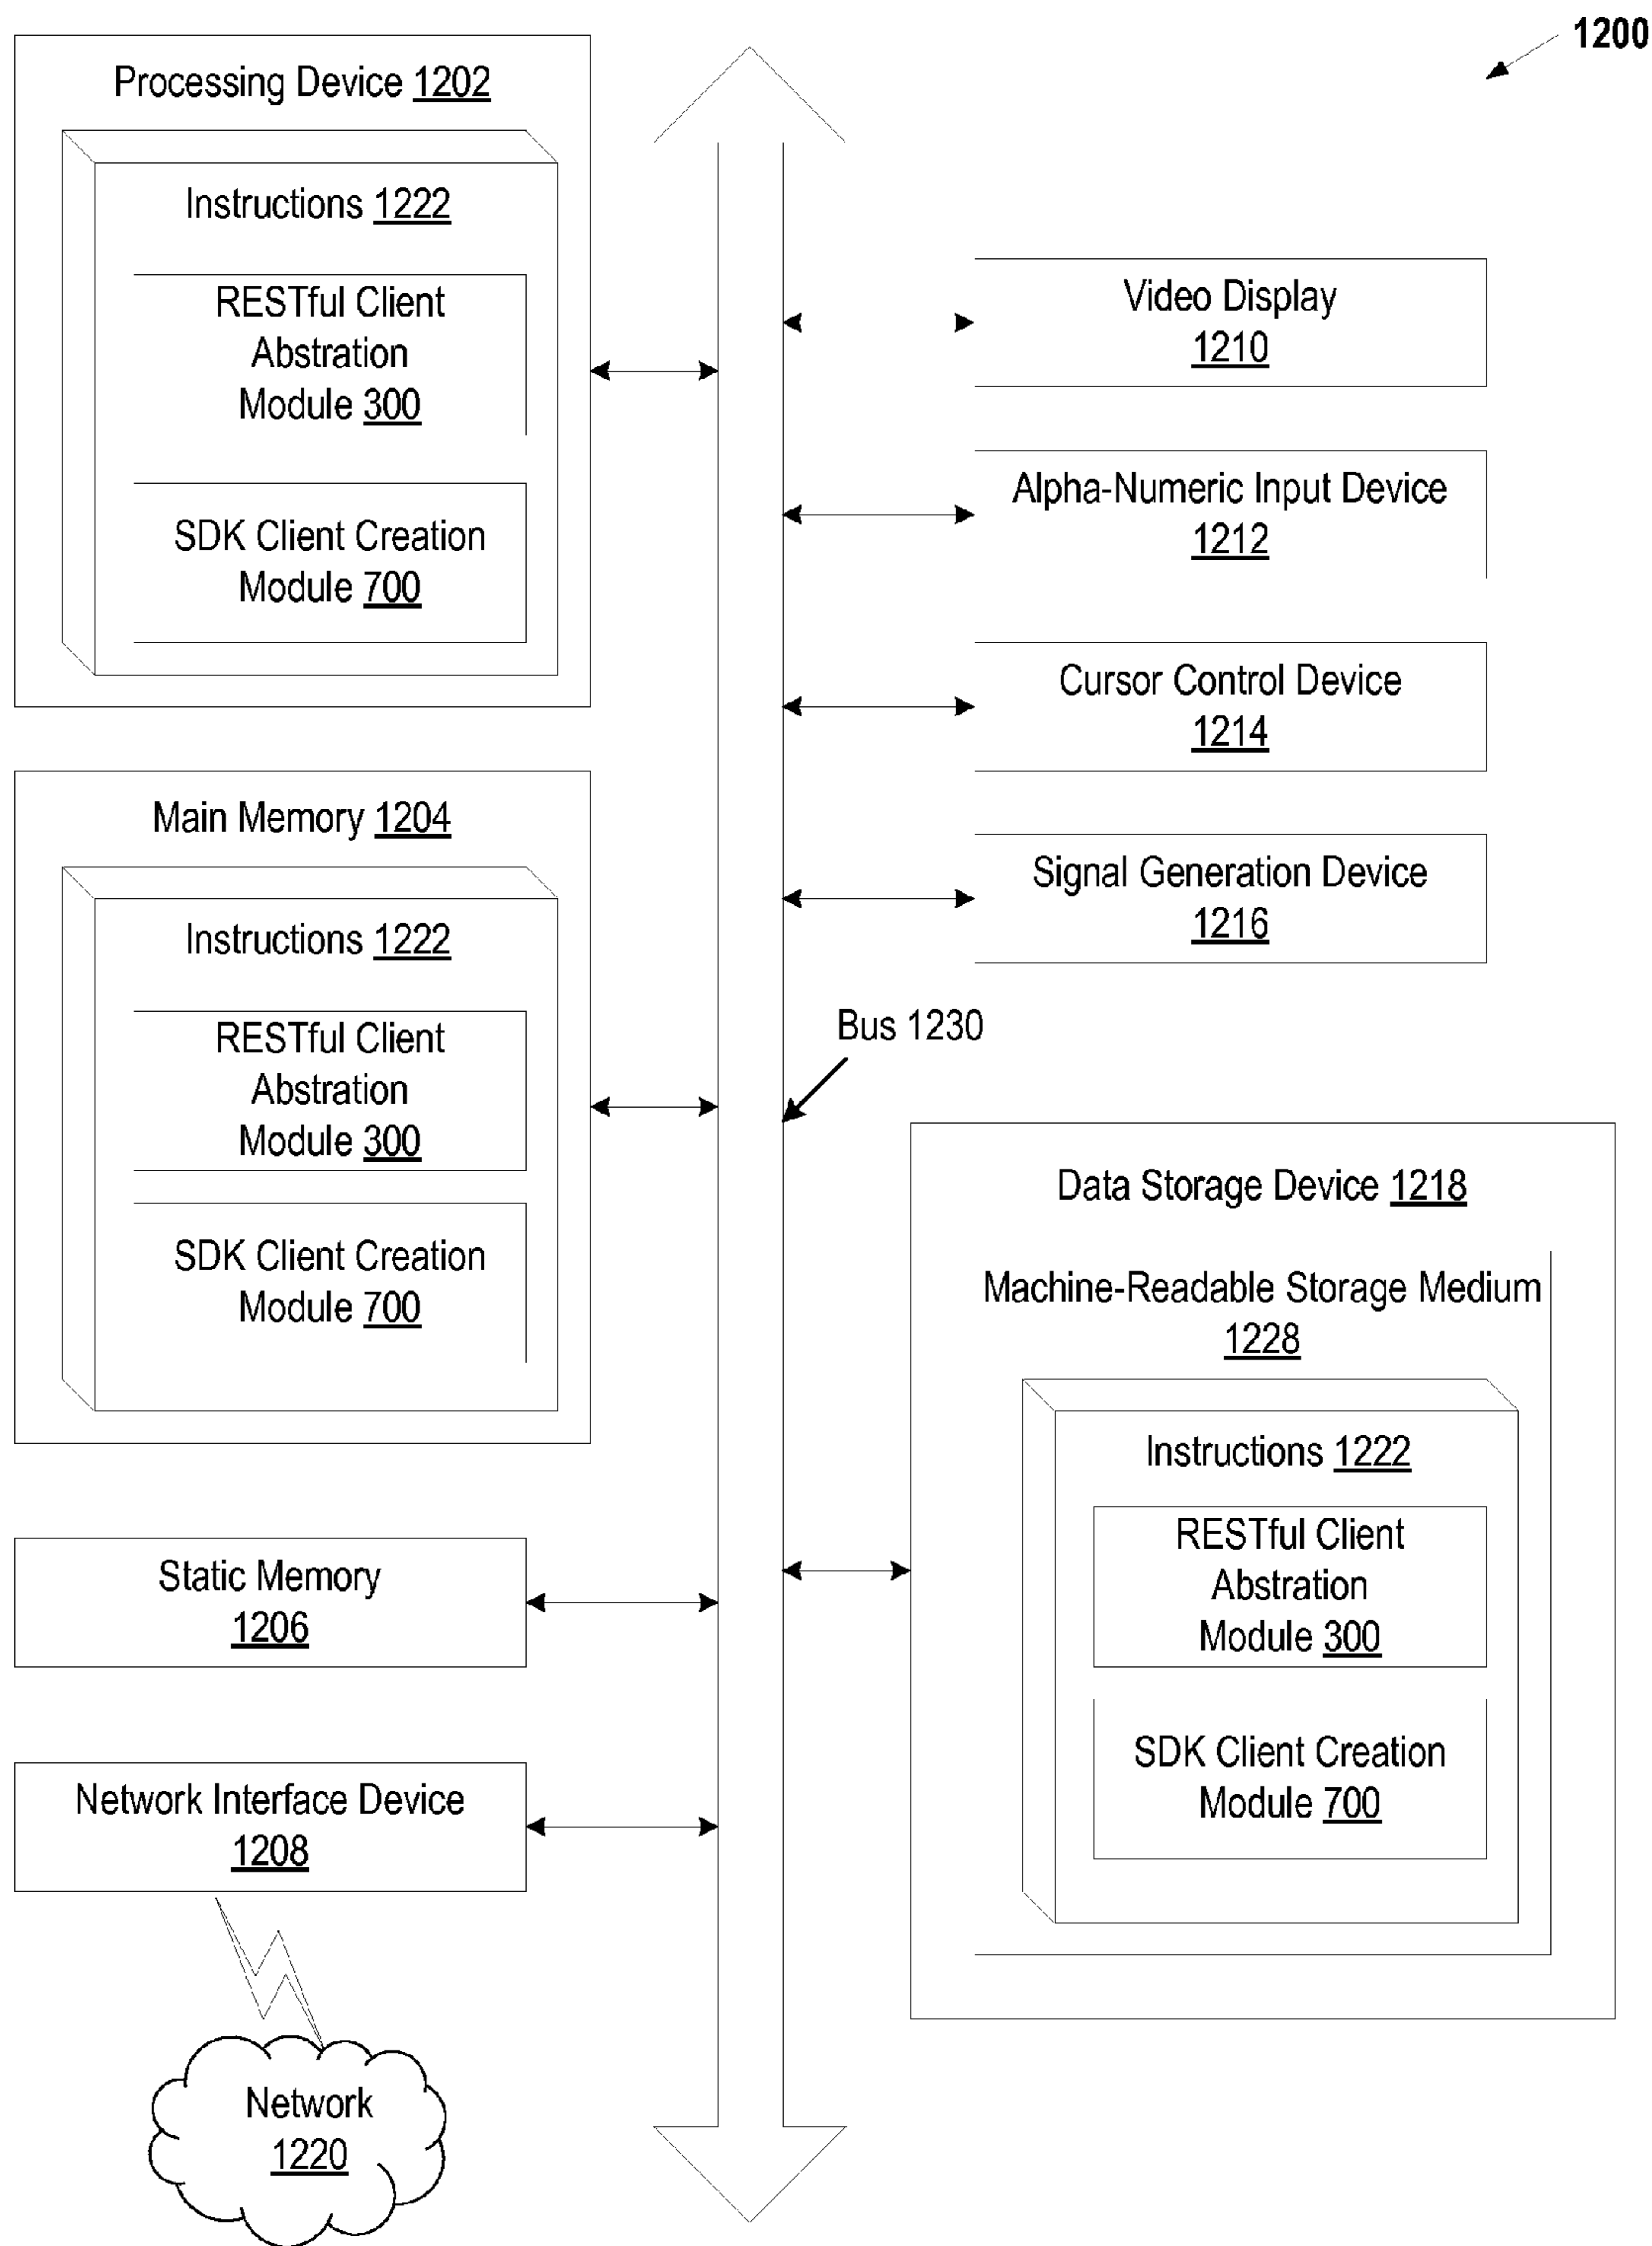 1200
Processing Device 1202
Instructions 1222
RESTful Client
Abstration
Module 300
SDK Client Creation
Module 700
Main Memory 1204
Instructions 1222
RESTful Client
Abstration
Module 300
SDK Client Creation
Module 700
Static Memory
1206
Network Interface Device
1208
Network
1220
Video Display
1210
Alpha-Numeric Input Device
1212
Cursor Control Device
1214
Signal Generation Device
1216
Bus 1230
Data Storage Device 1218
Machine-Readable Storage Medium
1228
Instructions 1222
RESTful Client
Abstration
Module 300
SDK Client Creation
Module 700